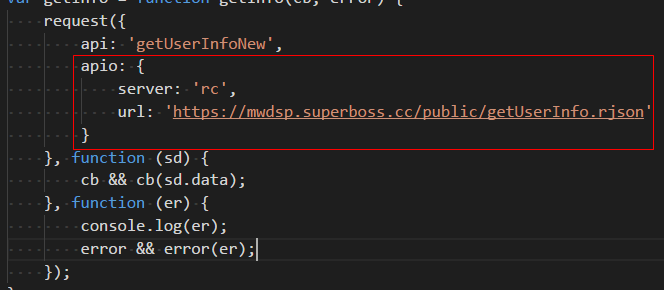 var getInfo = function getInfo(cb, error) {
request({
api: 'getUserInfoNew',
apio: {
server: 'rc',
url: 'https://mwdsp.superboss.cc/public/getUserInfo.rjson'
}
}, function (sd) {
cb && cb(sd.data);
}, function (er) {
console.log(er);
error && error(er);
});
}